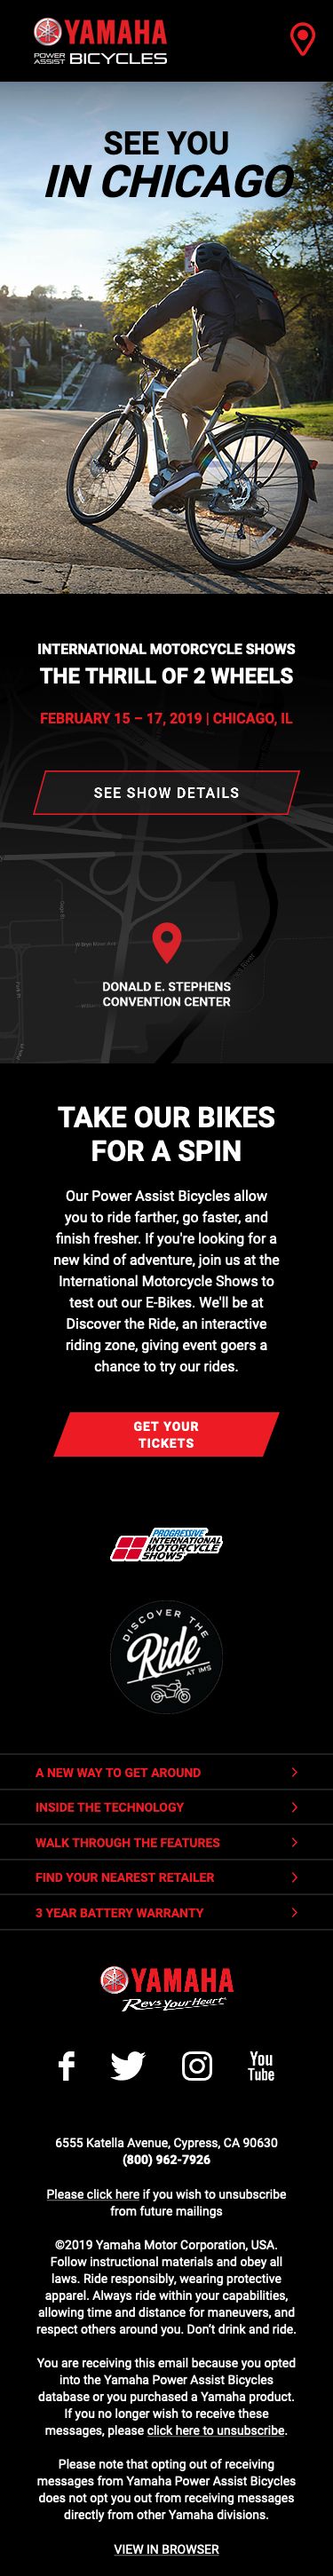 YAMAHA
POWER ASSIST BICYCLES
SEE YOU
IN CHICAGO
INTERNATIONAL MOTORCYCLE SHOWS
THE THRILL OF 2 WHEELS
FEBRUARY 15 – 17, 2019 | CHICAGO, IL
SEE SHOW DETAILS
DONALD E. STEPHENS
CONVENTION CENTER
TAKE OUR BIKES
FOR A SPIN
Our Power Assist Bicycles allow
you to ride farther, go faster, and
finish fresher. If you're looking for a
new kind of adventure, join us at the
International Motorcycle Shows to
test out our E-Bikes. We'll be at
Discover the Ride, an interactive
riding zone, giving event goers a
chance to try our rides.
GET YOUR
TICKETS
PROGRESSIVE
INTERNATIONAL
MOTORCYCLE
SHOWS
DISCOVER THE
Ride
AT IMS
A NEW WAY TO GET AROUND
INSIDE THE TECHNOLOGY
WALK THROUGH THE FEATURES
FIND YOUR NEAREST RETAILER
3 YEAR BATTERY WARRANTY
YAMAHA
Revs Your Heart
You
Tube
6555 Katella Avenue, Cypress, CA 90630
(800) 962-7926
Please click here if you wish to unsubscribe
from future mailings
©2019 Yamaha Motor Corporation, USA.
Follow instructional materials and obey all
laws. Ride responsibly, wearing protective
apparel. Always ride within your capabilities,
allowing time and distance for maneuvers, and
respect others around you. Don't drink and ride.
You are receiving this email because you opted
into the Yamaha Power Assist Bicycles
database or you purchased a Yamaha product.
If you no longer wish to receive these
messages, please click here to unsubscribe.
Please note that opting out of receiving
messages from Yamaha Power Assist Bicycles
does not opt you out from receiving messages
directly from other Yamaha divisions.
VIEW IN BROWSER